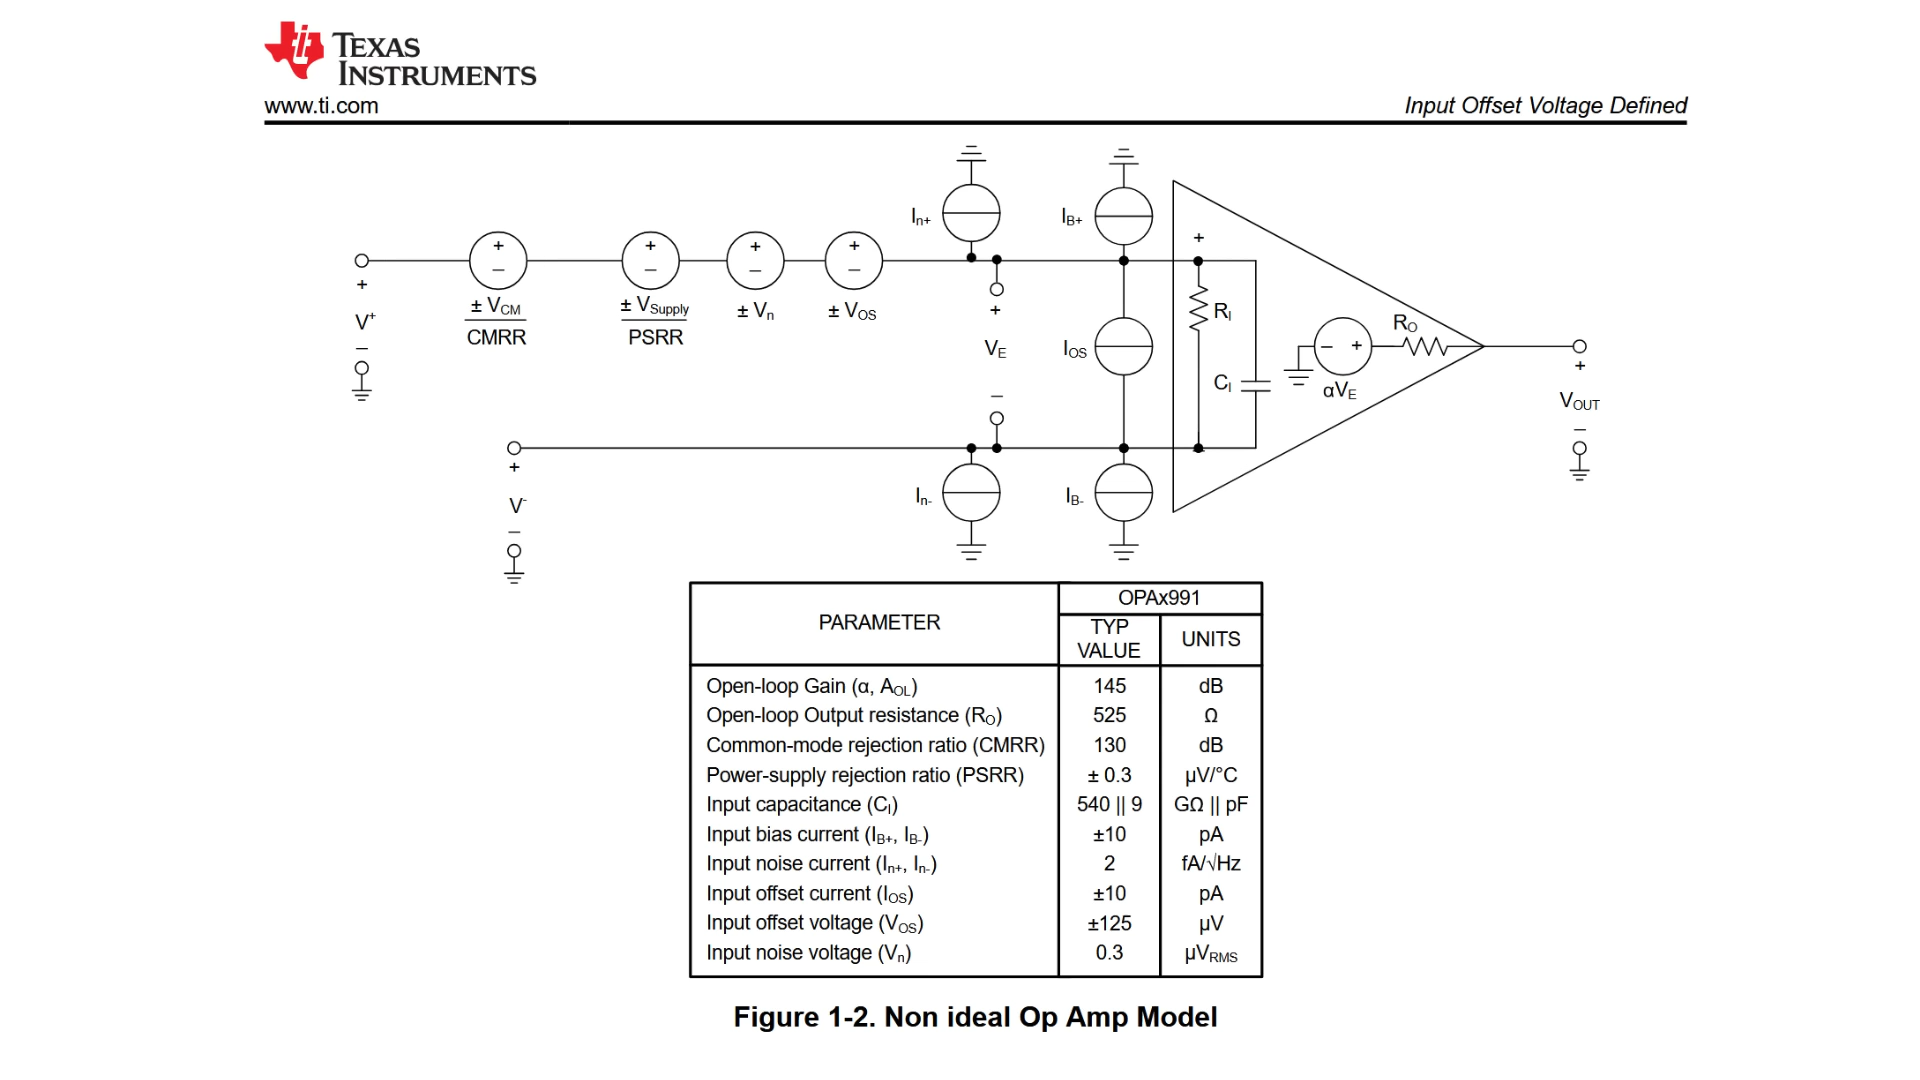 TEXAS
INSTRUMENTS
www.ti.com
Input Offset Voltage Defined
In+
IB+
+
+
+
+
+
–
–
–
–
± VCM
CMRR
± VSupply
PSRR
± Vn
± VOS
+
V+
–
+
VE
–
IOS
RI
CI
– +
αVE
RO
+
VOUT
–
+
V-
–
In-
IB-
PARAMETER
OPAx991
TYP
VALUE
UNITS
Open-loop Gain (α, AOL) 145 dB
Open-loop Output resistance (RO) 525 Ω
Common-mode rejection ratio (CMRR) 130 dB
Power-supply rejection ratio (PSRR) ± 0.3 µV/°C
Input capacitance (CI) 540 || 9 GΩ || pF
Input bias current (IB+, IB-) ±10 pA
Input noise current (In+, In-) 2 fA/√Hz
Input offset current (IOS) ±10 pA
Input offset voltage (VOS) ±125 µV
Input noise voltage (Vn) 0.3 µVRMS
Figure 1-2. Non ideal Op Amp Model